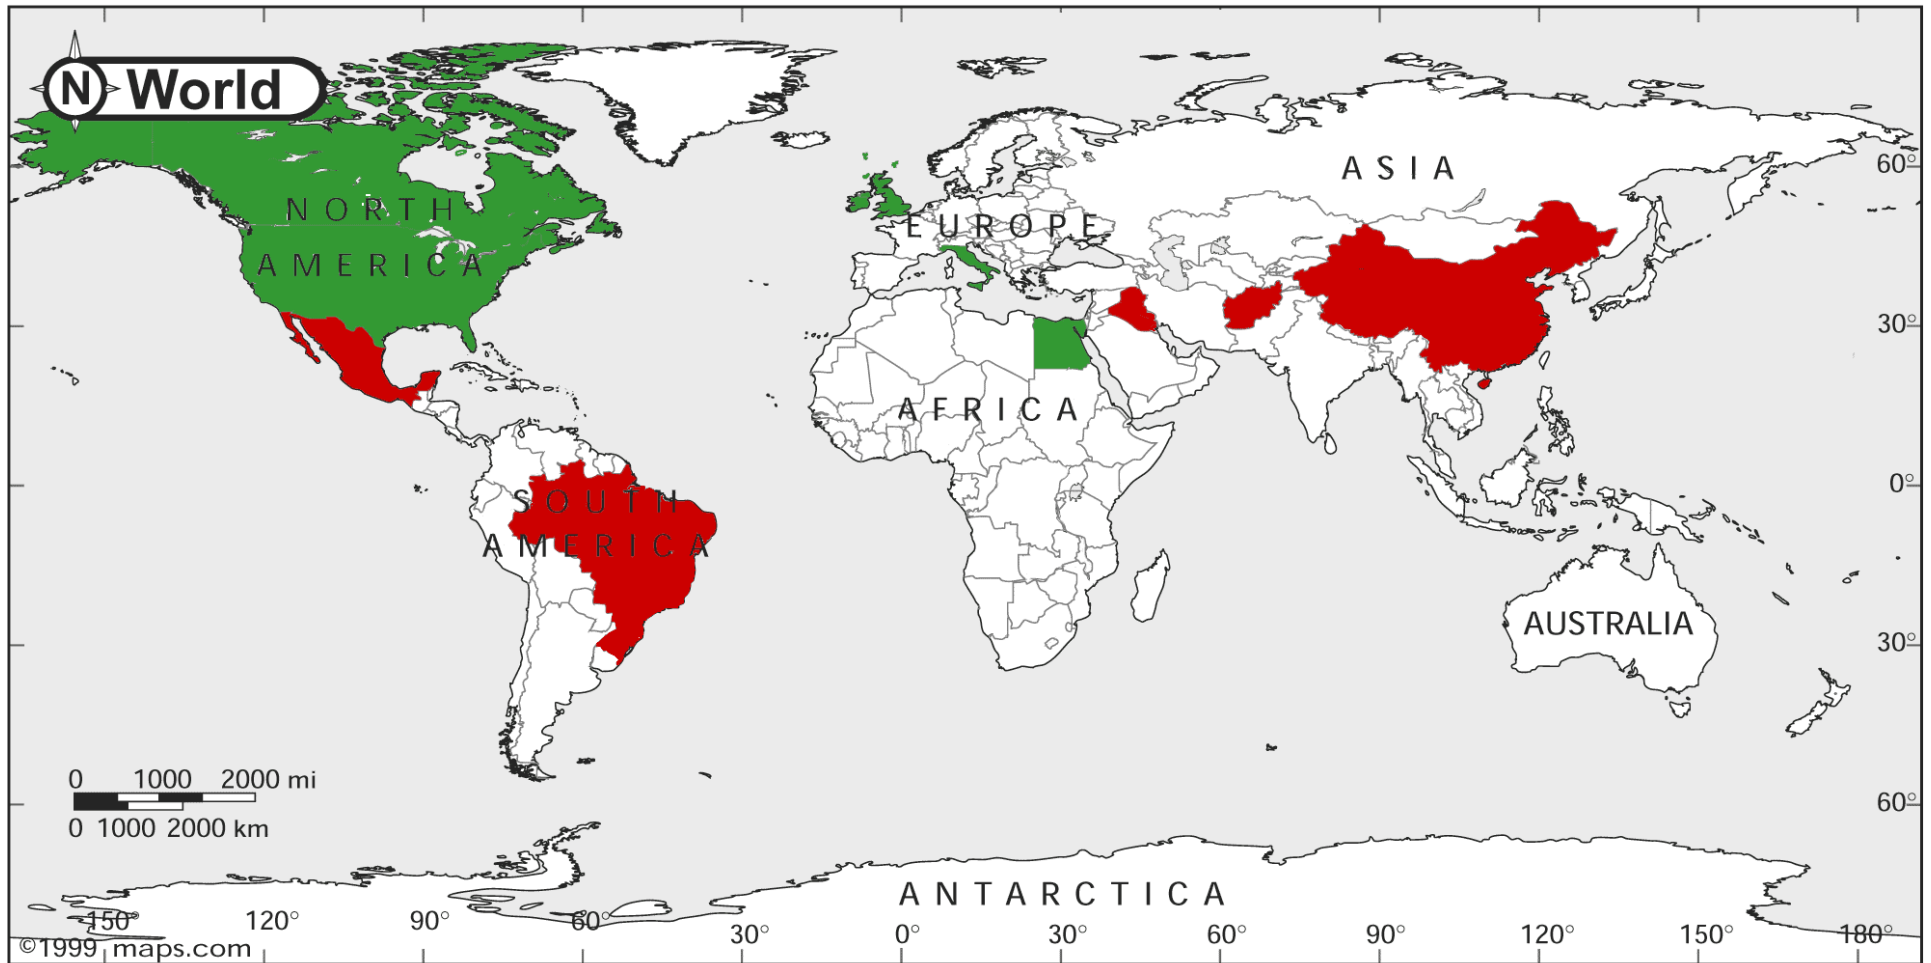 N World
ASIA
60°
NORTH
EUROPE
AMERICA
30°
AFRICA
0°
SOUTH
AMERICA
AUSTRALIA
30°
0 1000 2000 mi
0 1000 2000 km
60°
ANTARCTICA
150° 120° 90° 60° 30° 0° 30° 60° 90° 120° 150° 180°
©1999 maps.com